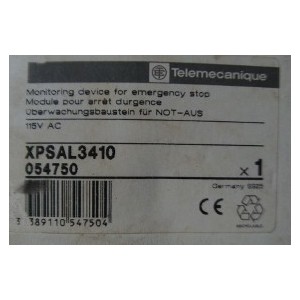 Telemecanique
Monitoring device for emergency stop
Module pour arrêt d'urgence
Überwachungsbaustein für NOT-AUS
115V AC
XPSAL3410
054750
x 1
Germany
3 389110 547504
CE